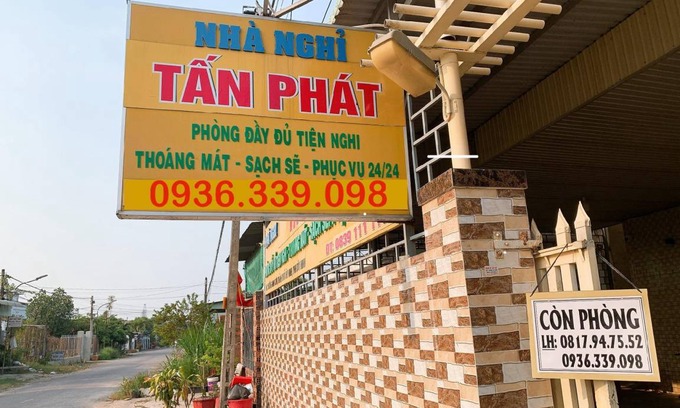 NHÀ NGHỈ
TẤN PHÁT
PHÒNG ĐẦY ĐỦ TIỆN NGHI
THOÁNG MÁT - SẠCH SẼ - PHỤC VỤ 24/24
0936.339.098
CÒN PHÒNG
LH: 0817.94.75.52
0936.339.098